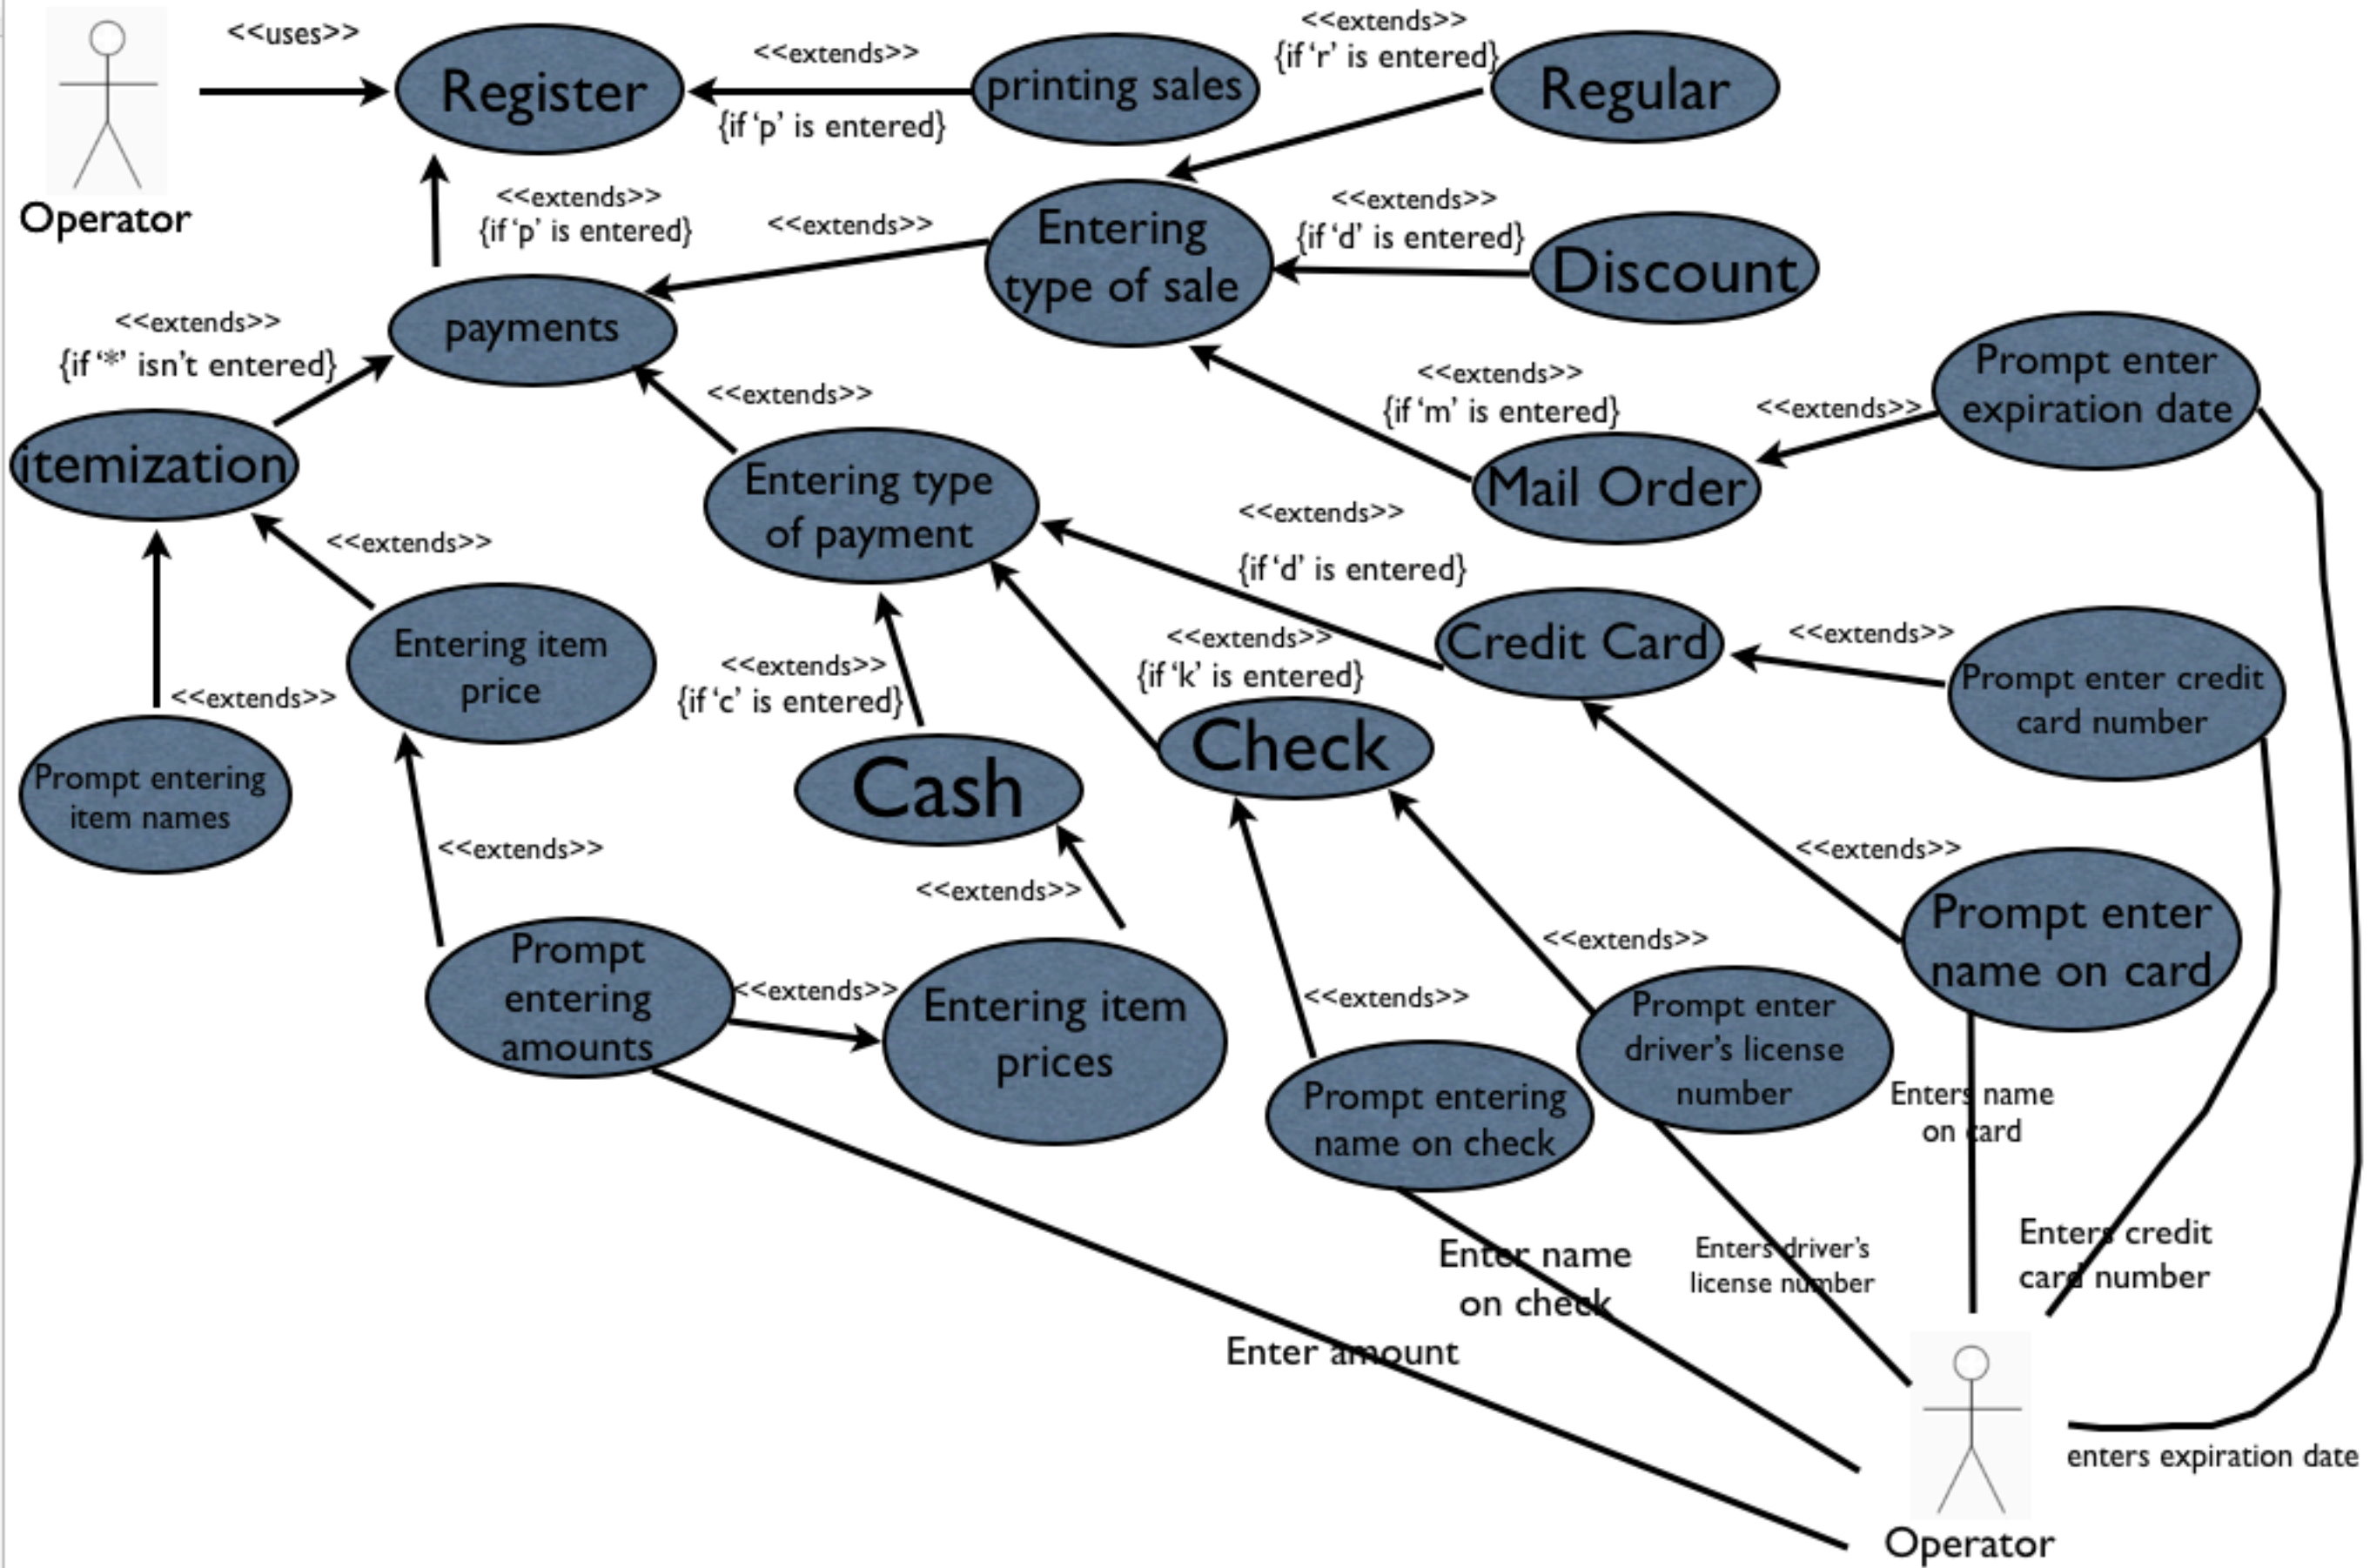 <<uses>>
Register
<<extends>>
{if ‘p’ is entered}
printing sales
<<extends>>
{if ‘r’ is entered}
Regular
Operator
<<extends>>
{if ‘p’ is entered}
<<extends>>
Entering
type of sale
<<extends>>
{if ‘d’ is entered}
Discount
<<extends>>
{if ‘*’ isn’t entered}
payments
<<extends>>
<<extends>>
{if ‘m’ is entered}
<<extends>>
Prompt enter
expiration date
itemization
Entering type
of payment
Mail Order
<<extends>>
<<extends>>
{if ‘d’ is entered}
Entering item
price
<<extends>>
<<extends>>
{if ‘c’ is entered}
<<extends>>
{if ‘k’ is entered}
Credit Card
<<extends>>
Prompt enter credit
card number
Prompt entering
item names
Cash
Check
<<extends>>
<<extends>>
<<extends>>
Prompt enter
name on card
<<extends>>
Prompt
entering
amounts
<<extends>>
Entering item
prices
<<extends>>
Prompt enter
driver’s license
number
Prompt entering
name on check
Enters name
on card
Enter name
on check
Enters driver’s
license number
Enters credit
card number
Enter amount
enters expiration date
Operator